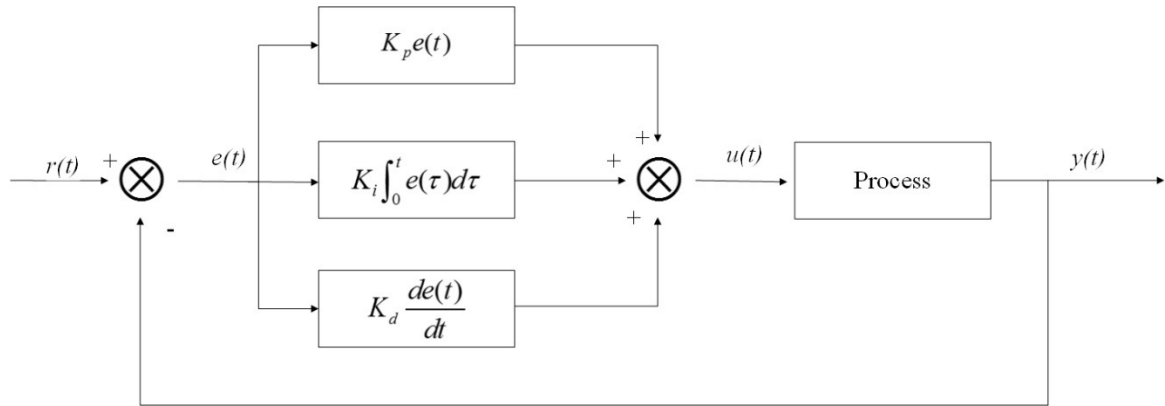 K_p e(t)
r(t)
+
-
e(t)
K_i ∫_0^t e(τ)dτ
+
+
+
u(t)
Process
y(t)
K_d de(t)/dt